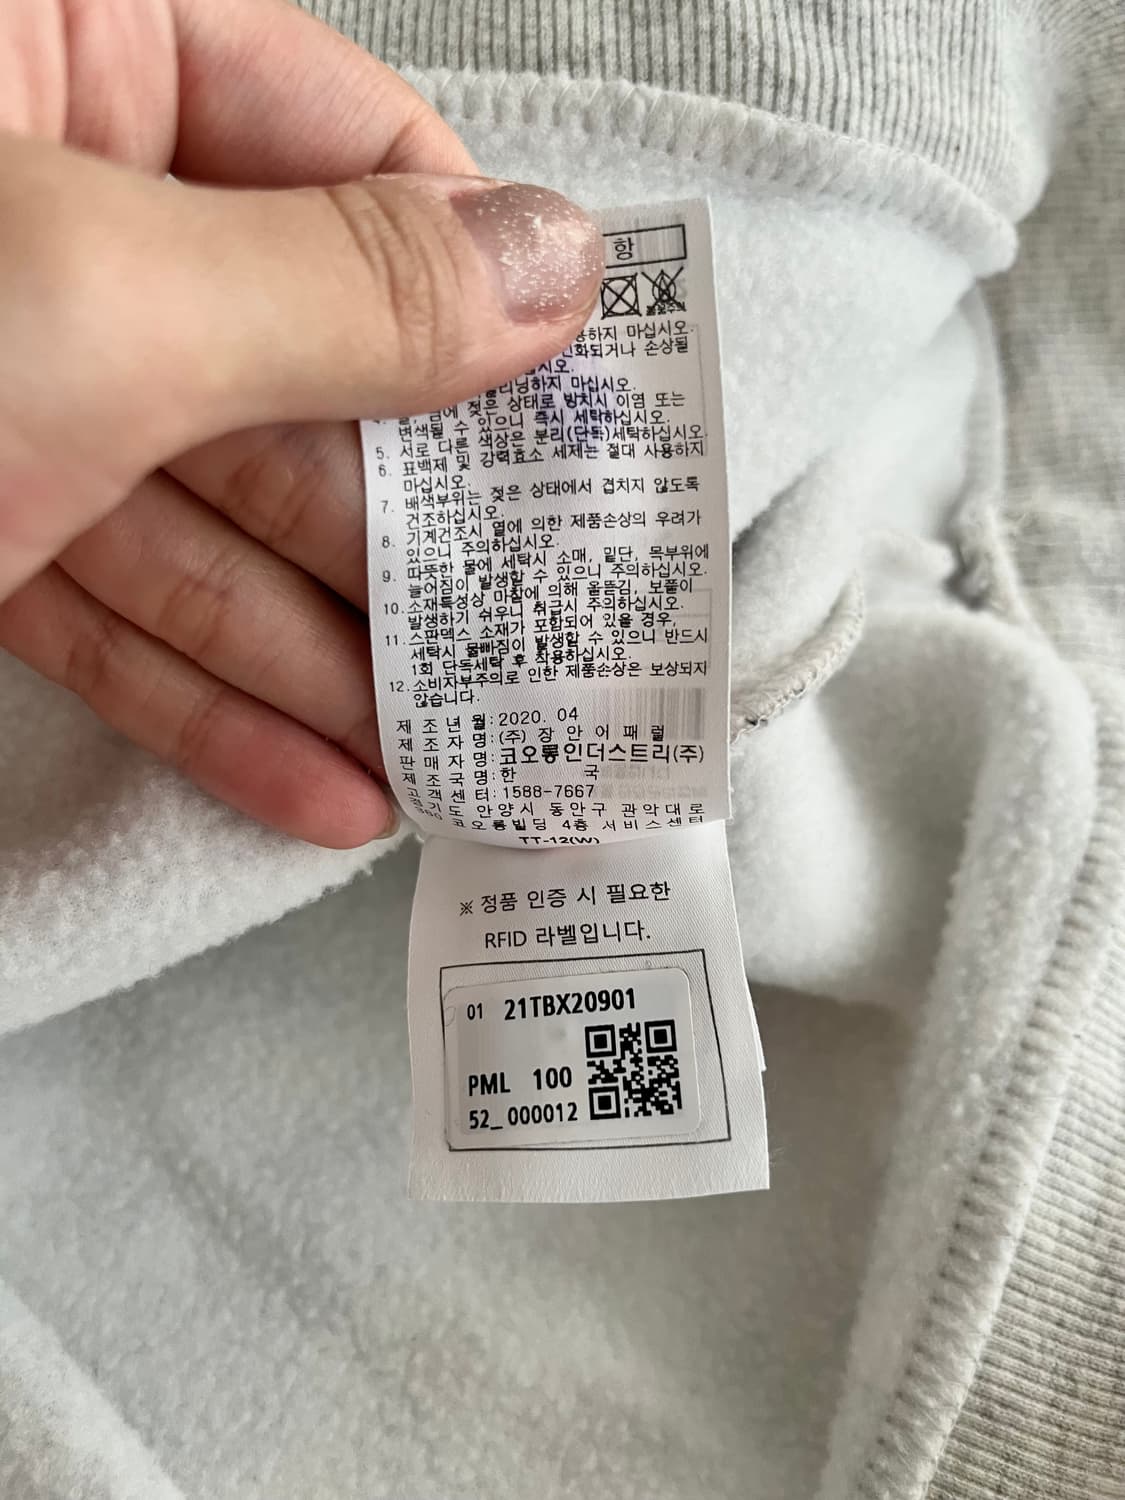 항
용하지 마십시오.
화되거나 손상될
십시오.
리닝하지 마십시오.
젖은 상태로 방치시 이염 또는
변색될 수 있으니 즉시 세탁하십시오.
5. 서로 다른 색상은 분리(단독)세탁하십시오.
6. 표백제 및 강력효소 세제는 절대 사용하지
마십시오.
7. 배색부위는 젖은 상태에서 겹치지 않도록
건조하십시오.
8. 기계건조시 열에 의한 제품손상의 우려가
있으니 주의하십시오.
9. 따뜻한 물에 세탁시 소매, 밑단, 목부위에
늘어짐이 발생할 수 있으니 주의하십시오.
10. 소재특성상 마찰에 의해 올뜯김, 보풀이
발생하기 쉬우니 취급시 주의하십시오.
11. 스판덱스 소재가 포함되어 있을 경우,
세탁시 물빠짐이 발생할 수 있으니 반드시
1회 단독세탁 후 착용하십시오.
12. 소비자부주의로 인한 제품손상은 보상되지
않습니다.
제 조 년 월: 2020. 04
제 조 자 명: (주) 장 안 어 패 럴
판 매 자 명: 코오롱인더스트리(주)
제 조 국 명: 한 국
고 객 센 터: 1588-7667
경 기 도 안 양 시 동 안 구 관 악 대 로
코 오 롱 빌 딩 4 층 서 비 스 센 터
TT-12(W)
※ 정품 인증 시 필요한
RFID 라벨입니다.
01 21TBX20901
PML 100
52_000012